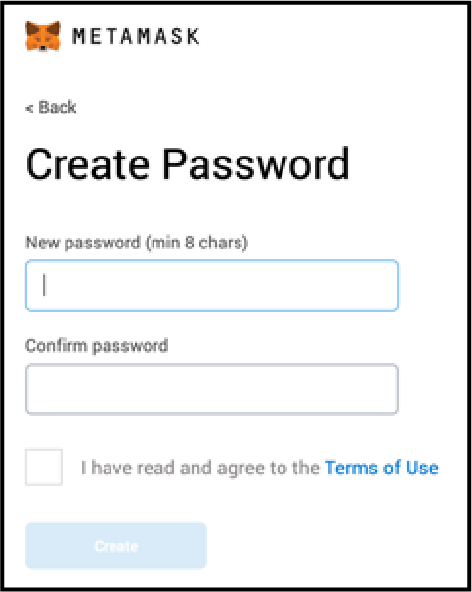 METAMASK
< Back
Create Password
New password (min 8 chars)
Confirm password
I have read and agree to the Terms of Use
Create